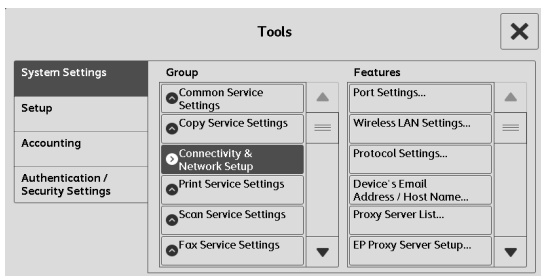 Tools
System Settings
Setup
Accounting
Authentication /
Security Settings
Group
Common Service
Settings
Copy Service Settings
Connectivity &
Network Setup
Print Service Settings
Scan Service Settings
Fax Service Settings
Features
Port Settings...
Wireless LAN Settings...
Protocol Settings...
Device's Email
Address / Host Name...
Proxy Server List...
EP Proxy Server Setup...